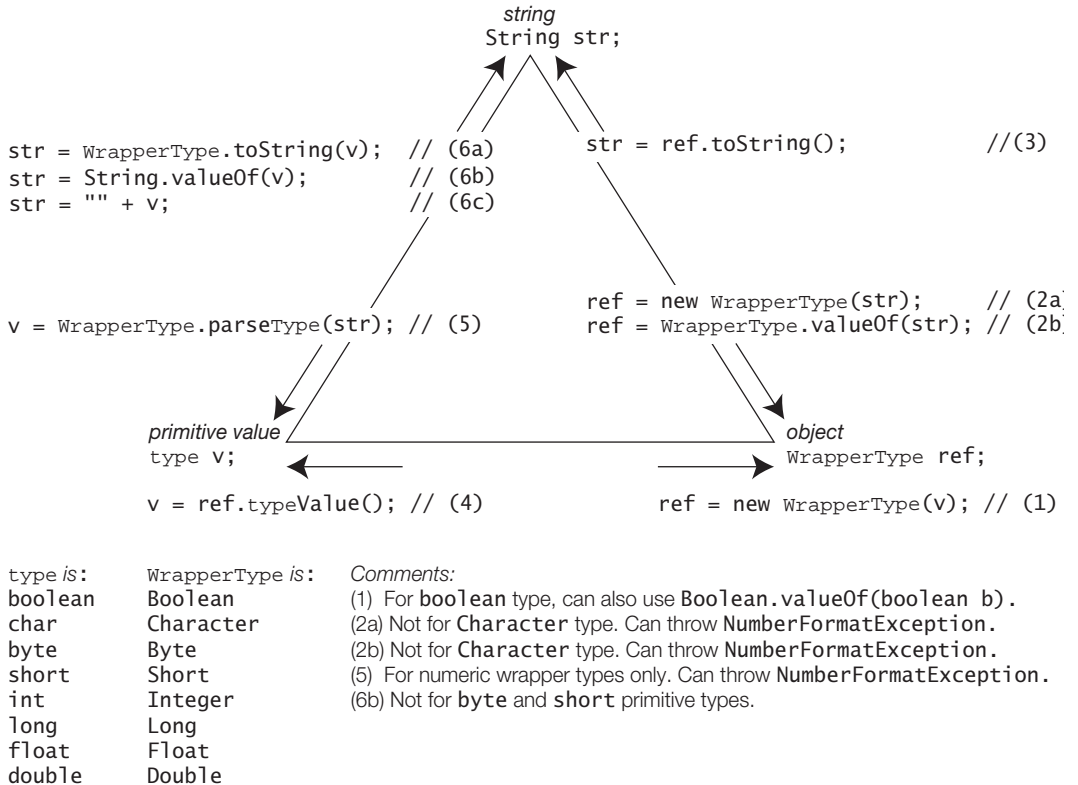 string
String str;
str = WrapperType.toString(v); // (6a)
str = String.valueOf(v); // (6b)
str = "" + v; // (6c)
str = ref.toString(); //(3)
v = WrapperType.parseType(str); // (5)
ref = new WrapperType(str); // (2a
ref = WrapperType.valueOf(str); // (2b
primitive value
type v;
v = ref.typeValue(); // (4)
object
WrapperType ref;
ref = new WrapperType(v); // (1)
type is: WrapperType is: Comments:
boolean Boolean (1) For boolean type, can also use Boolean.valueOf(boolean b).
char Character (2a) Not for Character type. Can throw NumberFormatException.
byte Byte (2b) Not for Character type. Can throw NumberFormatException.
short Short (5) For numeric wrapper types only. Can throw NumberFormatException.
int Integer (6b) Not for byte and short primitive types.
long Long
float Float
double Double